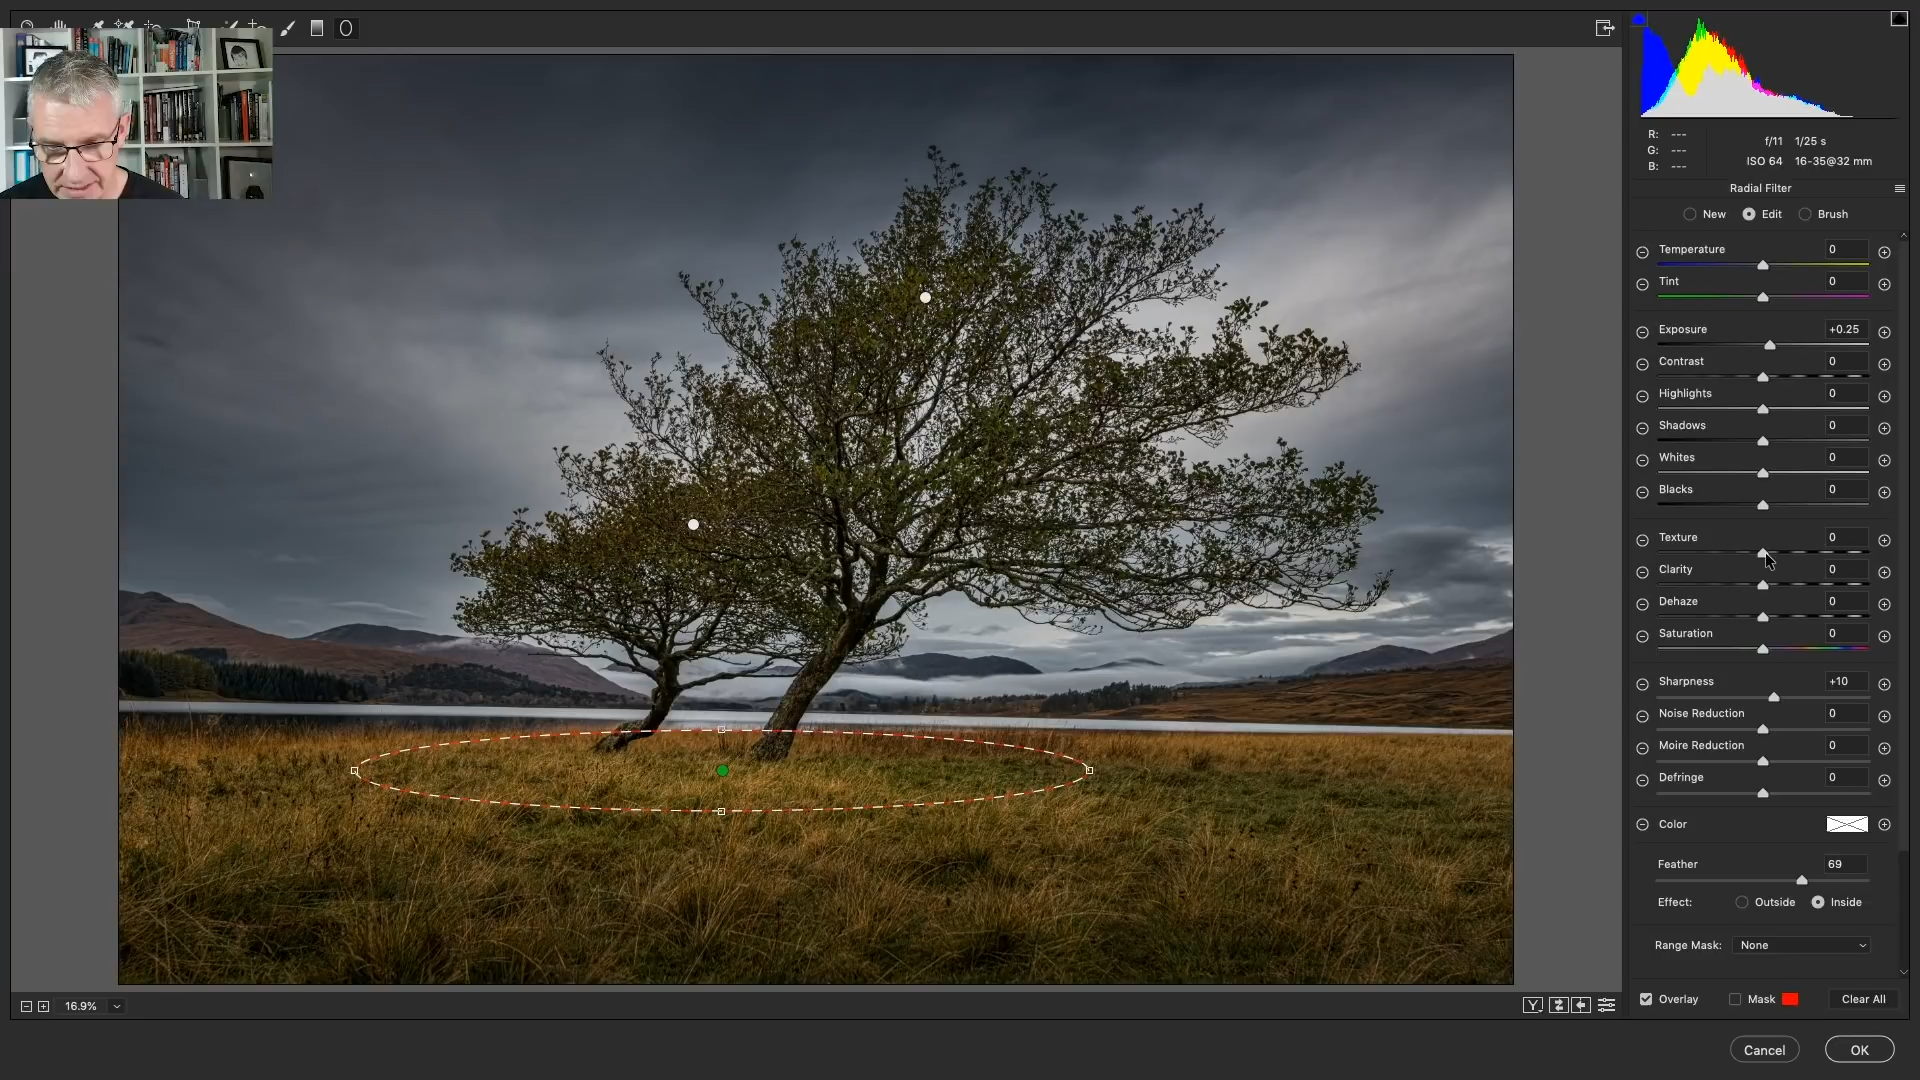 R: ---
G: ---
B: ---
f/11 1/25 s
ISO 64 16-35@32 mm
Radial Filter
New Edit Brush
Temperature 0
Tint 0
Exposure +0.25
Contrast 0
Highlights 0
Shadows 0
Whites 0
Blacks 0
Texture 0
Clarity 0
Dehaze 0
Saturation 0
Sharpness +10
Noise Reduction 0
Moire Reduction 0
Defringe 0
Color
Feather 69
Effect: Outside Inside
Range Mask: None
16.9%
Y
Overlay Mask Clear All
Cancel OK